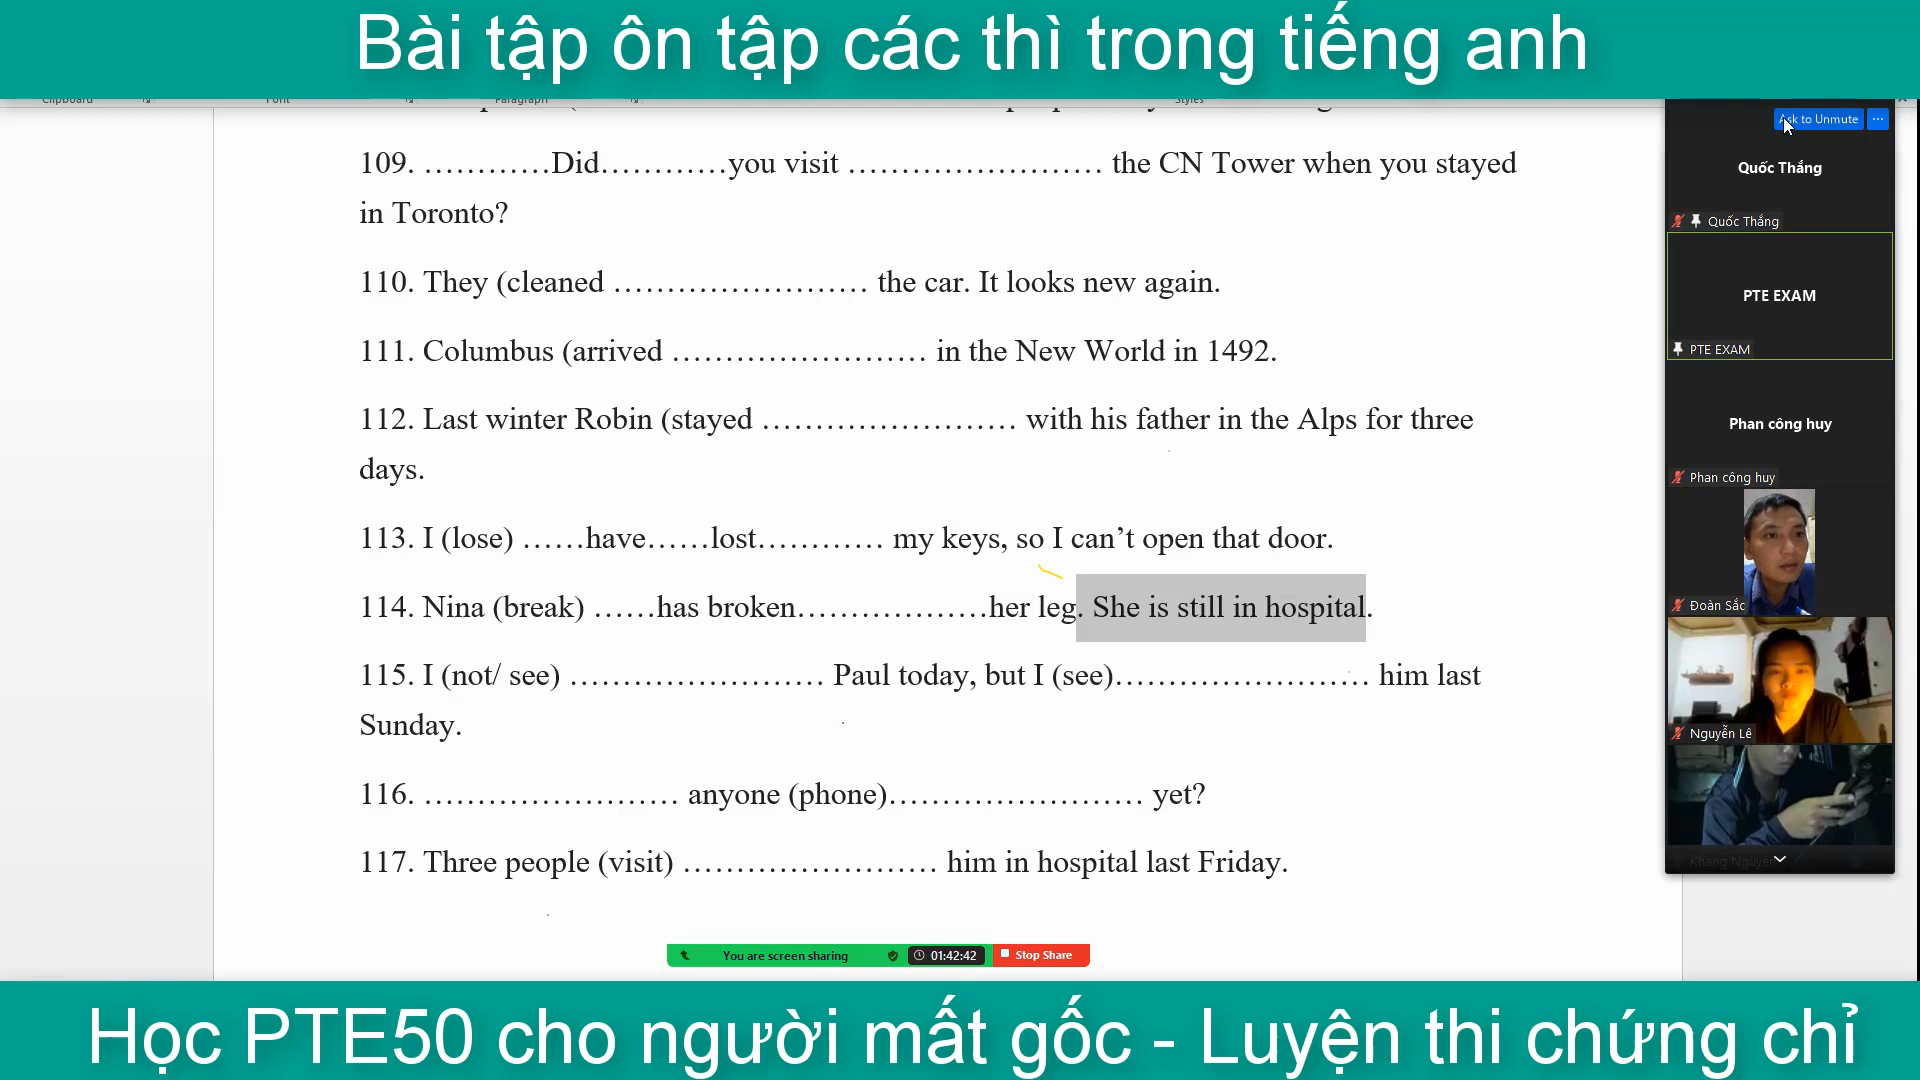 Bài tập ôn tập các thì trong tiếng anh
Clipboard
Font
Paragraph
Styles
109. …………Did…………you visit …………………… the CN Tower when you stayed
in Toronto?
110. They (cleaned …………………… the car. It looks new again.
111. Columbus (arrived …………………… in the New World in 1492.
112. Last winter Robin (stayed …………………… with his father in the Alps for three
days.
113. I (lose) ……have……lost………… my keys, so I can’t open that door.
114. Nina (break) ……has broken………………her leg. She is still in hospital.
115. I (not/ see) …………………… Paul today, but I (see)…………………… him last
Sunday.
116. …………………… anyone (phone)…………………… yet?
117. Three people (visit) …………………… him in hospital last Friday.
Ask to Unmute
...
Quốc Thắng
Quốc Thắng
PTE EXAM
PTE EXAM
Phan công huy
Phan công huy
Đoàn Sắc
Nguyễn Lê
Khang Nguyen
You are screen sharing
01:42:42
Stop Share
Học PTE50 cho người mất gốc - Luyện thi chứng chỉ